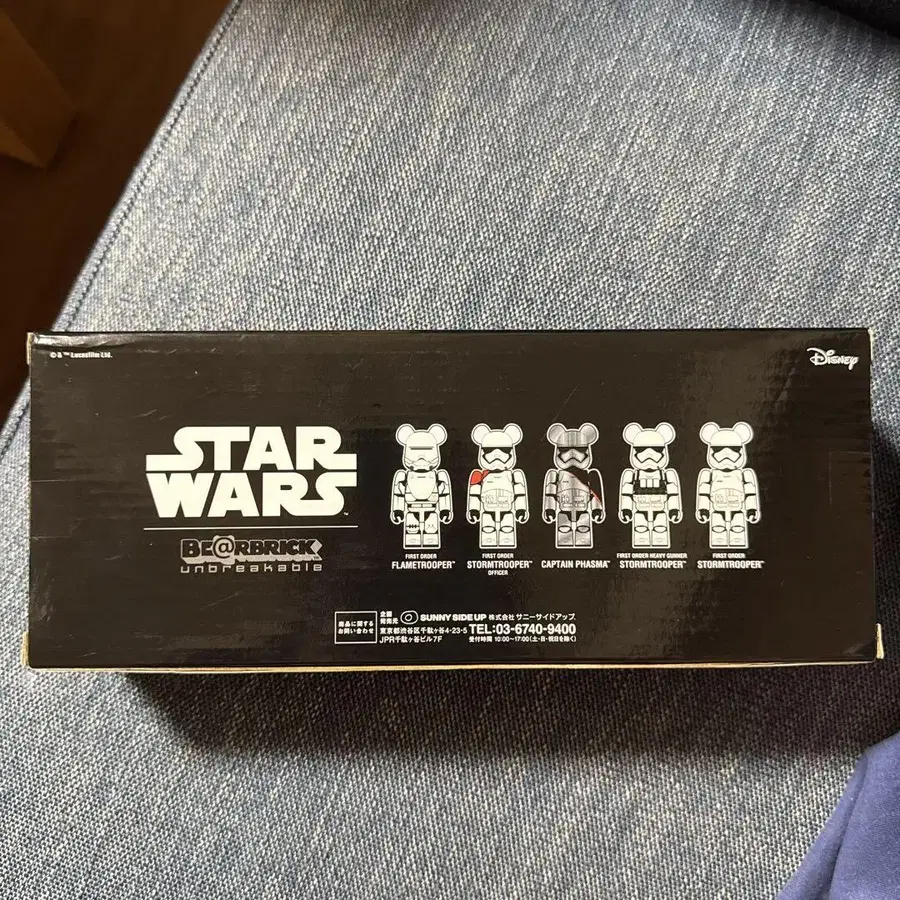 © & ™ Lucasfilm Ltd.
Disney
STAR
WARS™
BE@RBRICK
unbreakable
FIRST ORDER
FLAMETROOPER™
FIRST ORDER
STORMTROOPER™
OFFICER
CAPTAIN PHASMA™
FIRST ORDER HEAVY GUNNER
STORMTROOPER™
FIRST ORDER
STORMTROOPER™
商品に関する
お問い合わせ
企画
発売元
SUNNY SIDE UP 株式会社 サニーサイドアップ
東京都渋谷区千駄ヶ谷4-23-5 TEL:03-6740-9400
JPR千駄ヶ谷ビル7F 受付時間 10:00〜17:00(土・日・祝日を除く)